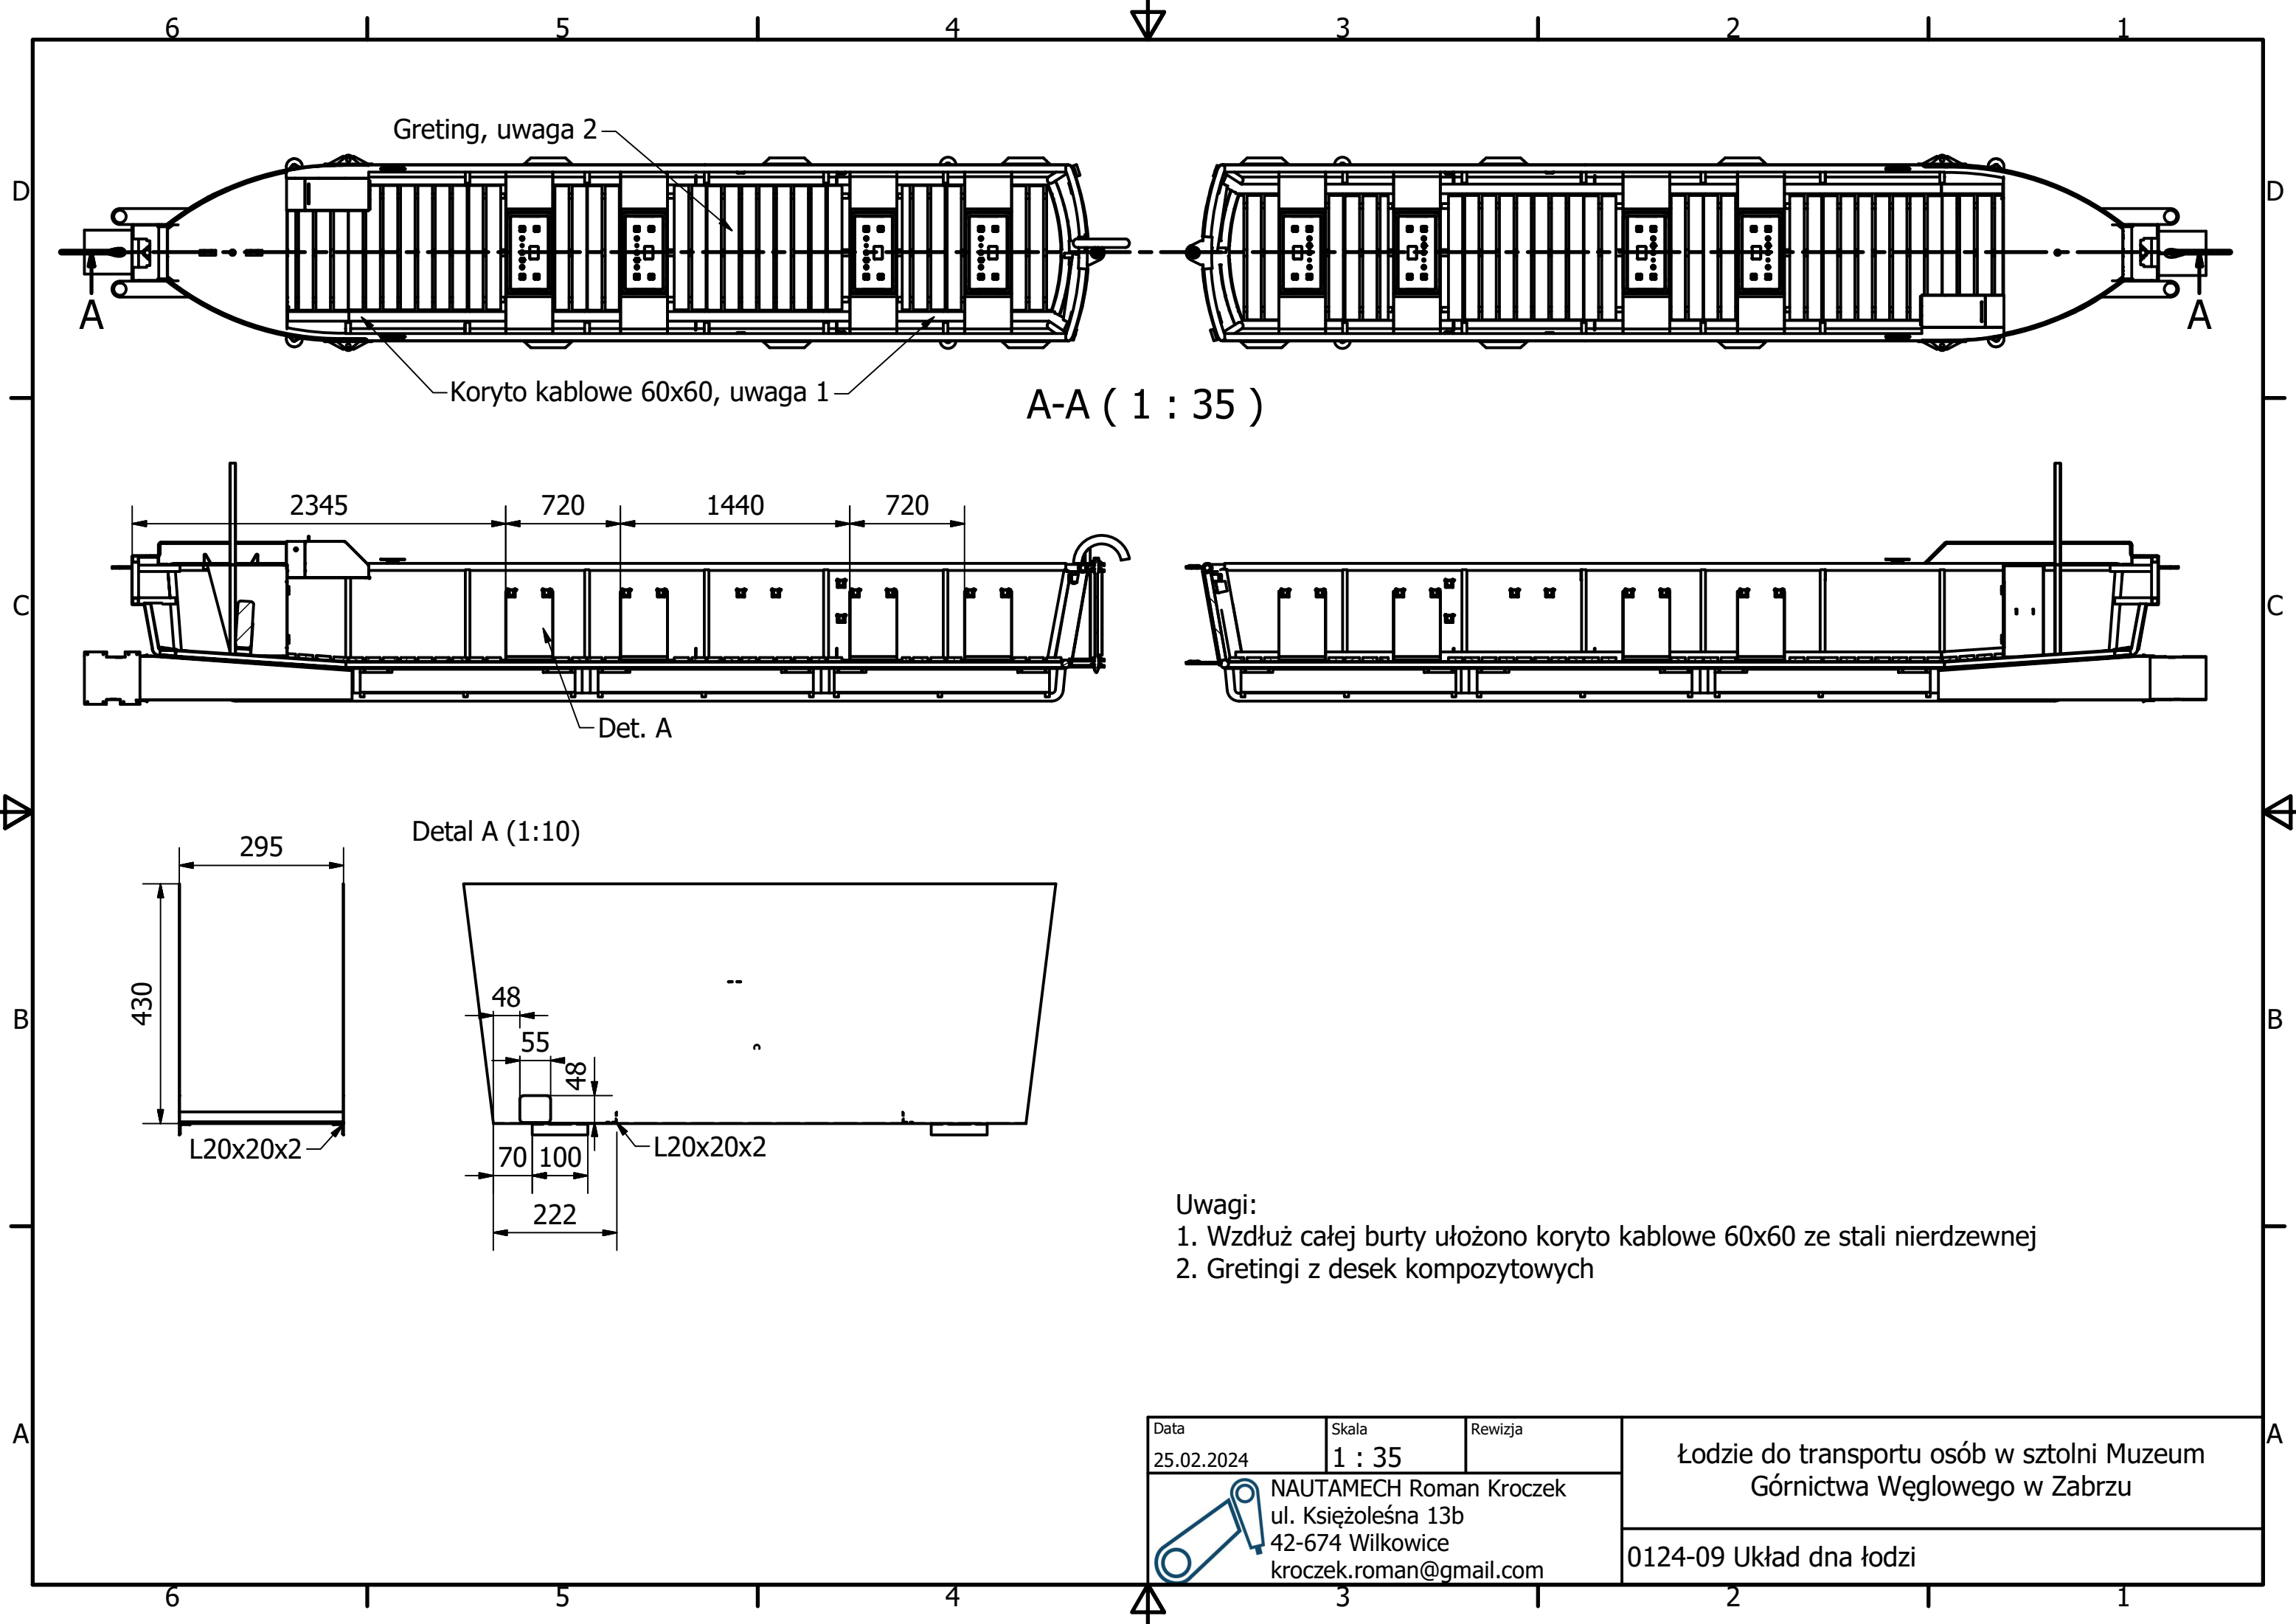 6 5 4 3 2 1
Greting, uwaga 2
D D
A A
Koryto kablowe 60x60, uwaga 1
A-A ( 1 : 35 )
2345 720 1440 720
C C
Det. A
Detal A (1:10)
295
430
L20x20x2
48
55
48
L20x20x2
70 100
222
B B
Uwagi:
1. Wzdłuż całej burty ułożono koryto kablowe 60x60 ze stali nierdzewnej
2. Gretingi z desek kompozytowych
A A
Data
25.02.2024
Skala
1 : 35
Rewizja
Łodzie do transportu osób w sztolni Muzeum
Górnictwa Węglowego w Zabrzu
NAUTAMECH Roman Kroczek
ul. Księżoleśna 13b
42-674 Wilkowice
kroczek.roman@gmail.com
0124-09 Układ dna łodzi
6 5 4 3 2 1